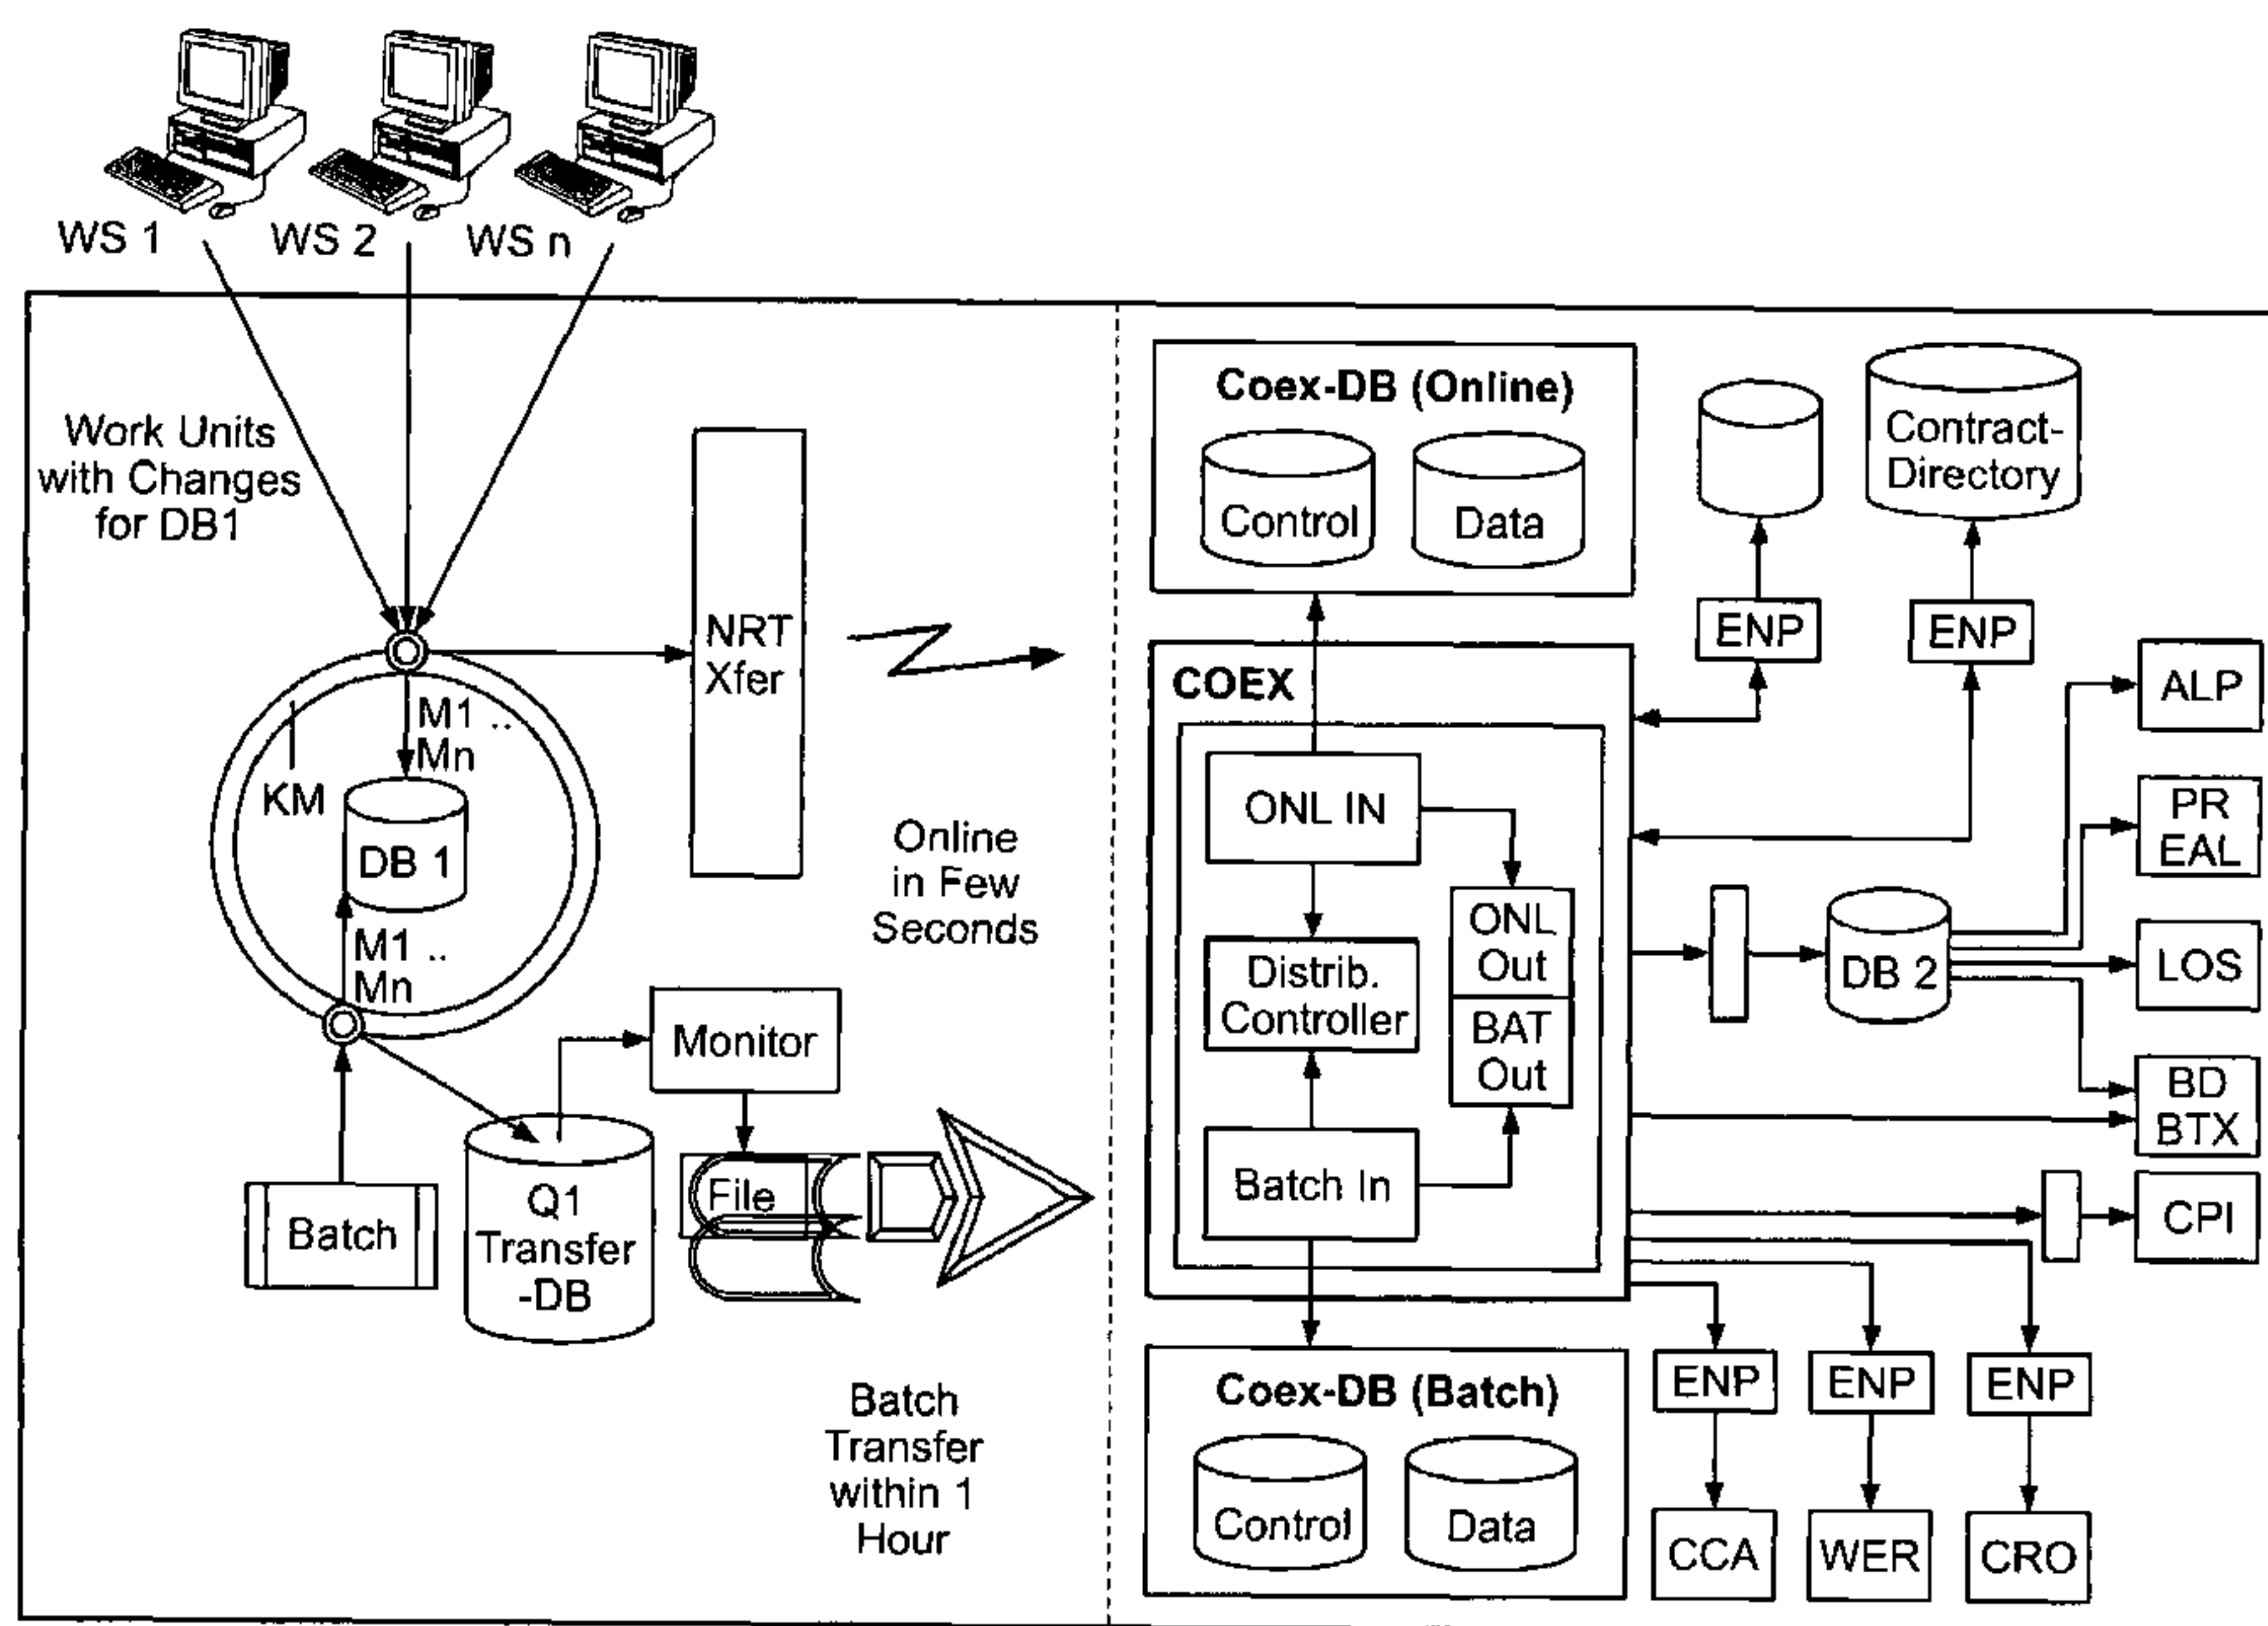 WS 1
WS 2
WS n
Work Units
with Changes
for DB1
NRT
Xfer
M1 ..
Mn
KM
DB 1
M1 ..
Mn
Online
in Few
Seconds
Monitor
File
Batch
Q1
Transfer
-DB
Batch
Transfer
within 1
Hour
Coex-DB (Online)
Control
Data
Contract-
Directory
ENP
ENP
COEX
ONL IN
ONL
Out
Distrib.
Controller
BAT
Out
Batch In
DB 2
ALP
PR
EAL
LOS
BD
BTX
CPI
Coex-DB (Batch)
Control
Data
ENP
ENP
ENP
CCA
WER
CRO